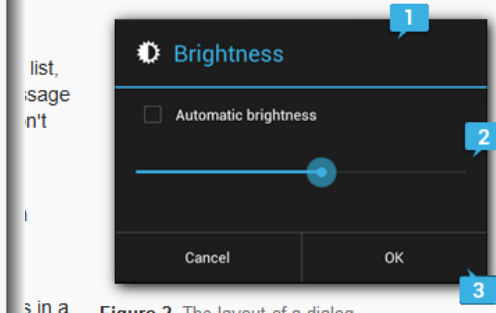 1
Brightness
list,
ssage
n't
Automatic brightness
2
Cancel
OK
3
s in a
Figure 2. The layout of a dialog.